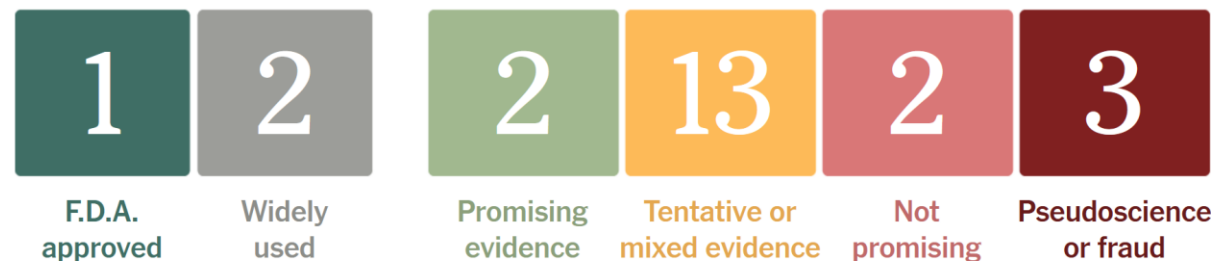 1 2 2 13 2 3
F.D.A. Widely Promising Tentative or Not Pseudoscience
approved used evidence mixed evidence promising or fraud